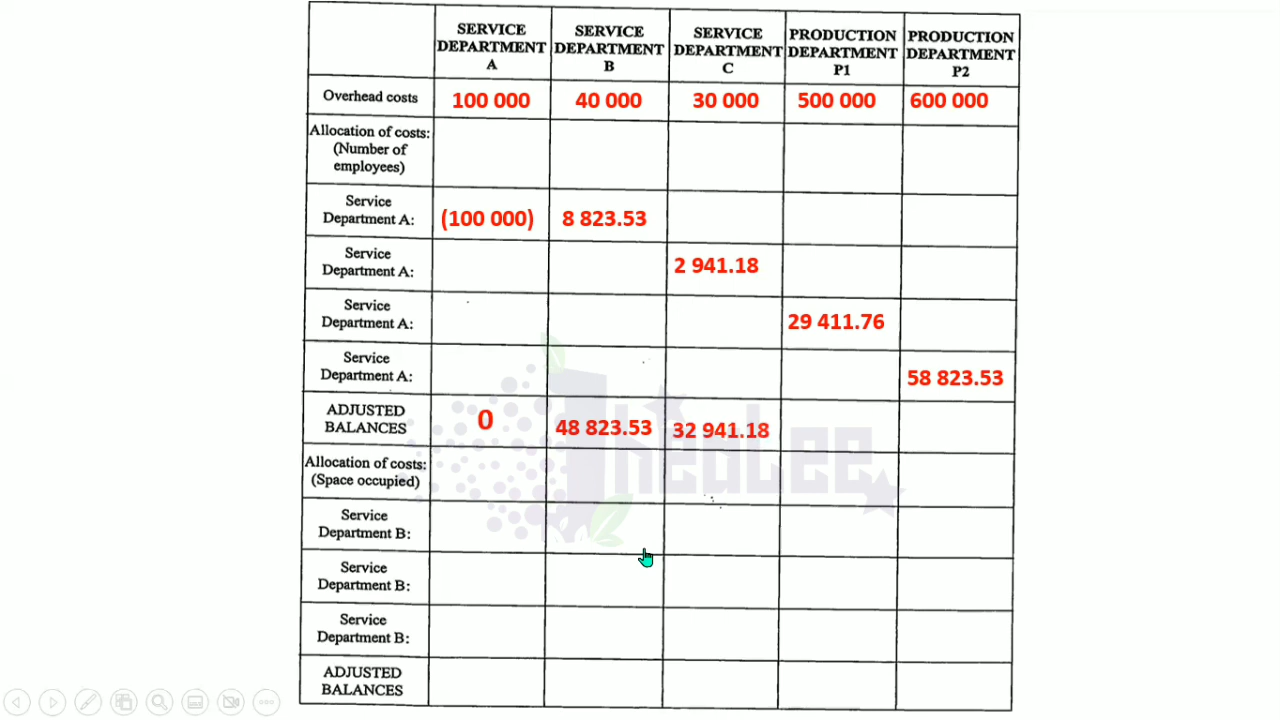 SERVICE DEPARTMENT A
SERVICE DEPARTMENT B
SERVICE DEPARTMENT C
PRODUCTION DEPARTMENT P1
PRODUCTION DEPARTMENT P2
Overhead costs 100 000 40 000 30 000 500 000 600 000
Allocation of costs:
(Number of
employees)
Service
Department A: (100 000) 8 823.53
Service
Department A: 2 941.18
Service
Department A: 29 411.76
Service
Department A: 58 823.53
ADJUSTED
BALANCES 0 48 823.53 32 941.18
Allocation of costs:
(Space occupied)
Service
Department B:
Service
Department B:
Service
Department B:
ADJUSTED
BALANCES